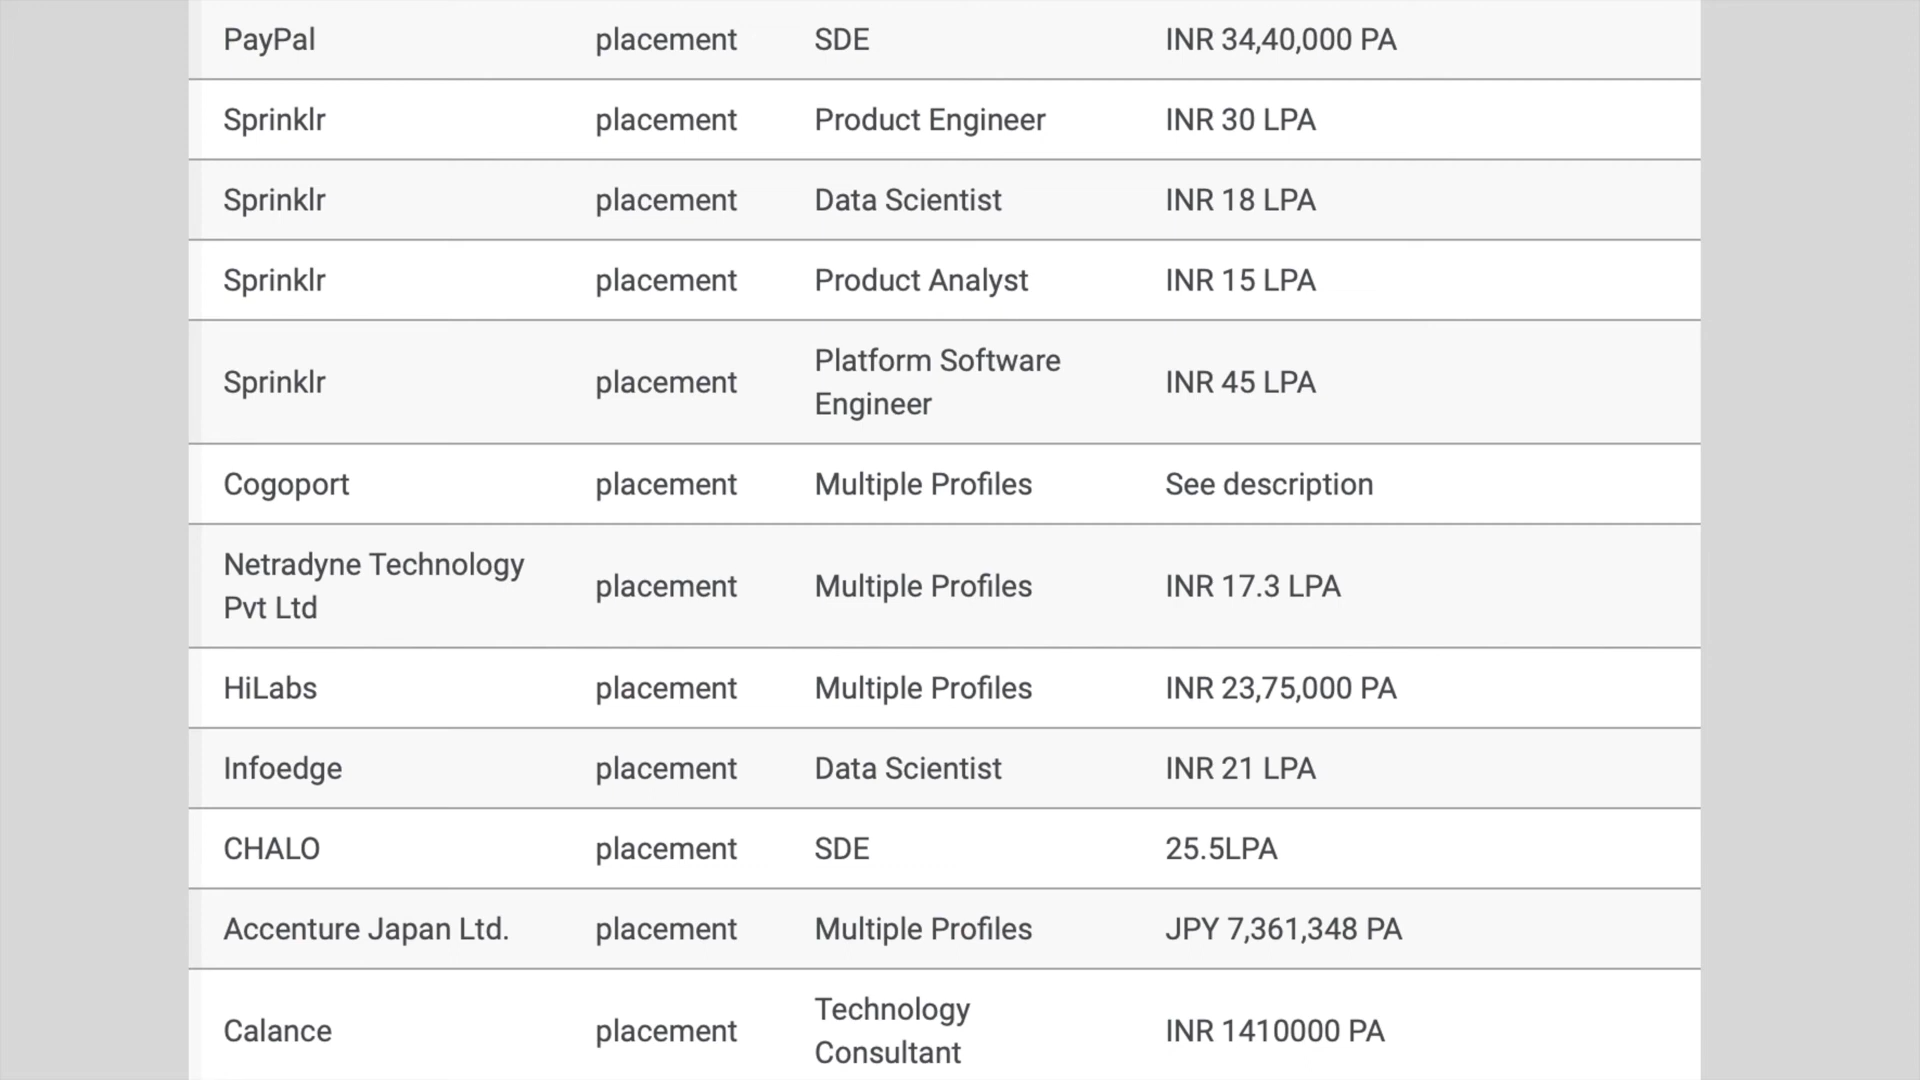 PayPal placement SDE INR 34,40,000 PA
Sprinklr placement Product Engineer INR 30 LPA
Sprinklr placement Data Scientist INR 18 LPA
Sprinklr placement Product Analyst INR 15 LPA
Sprinklr placement Platform Software Engineer INR 45 LPA
Cogoport placement Multiple Profiles See description
Netradyne Technology Pvt Ltd placement Multiple Profiles INR 17.3 LPA
HiLabs placement Multiple Profiles INR 23,75,000 PA
Infoedge placement Data Scientist INR 21 LPA
CHALO placement SDE 25.5LPA
Accenture Japan Ltd. placement Multiple Profiles JPY 7,361,348 PA
Calance placement Technology Consultant INR 1410000 PA